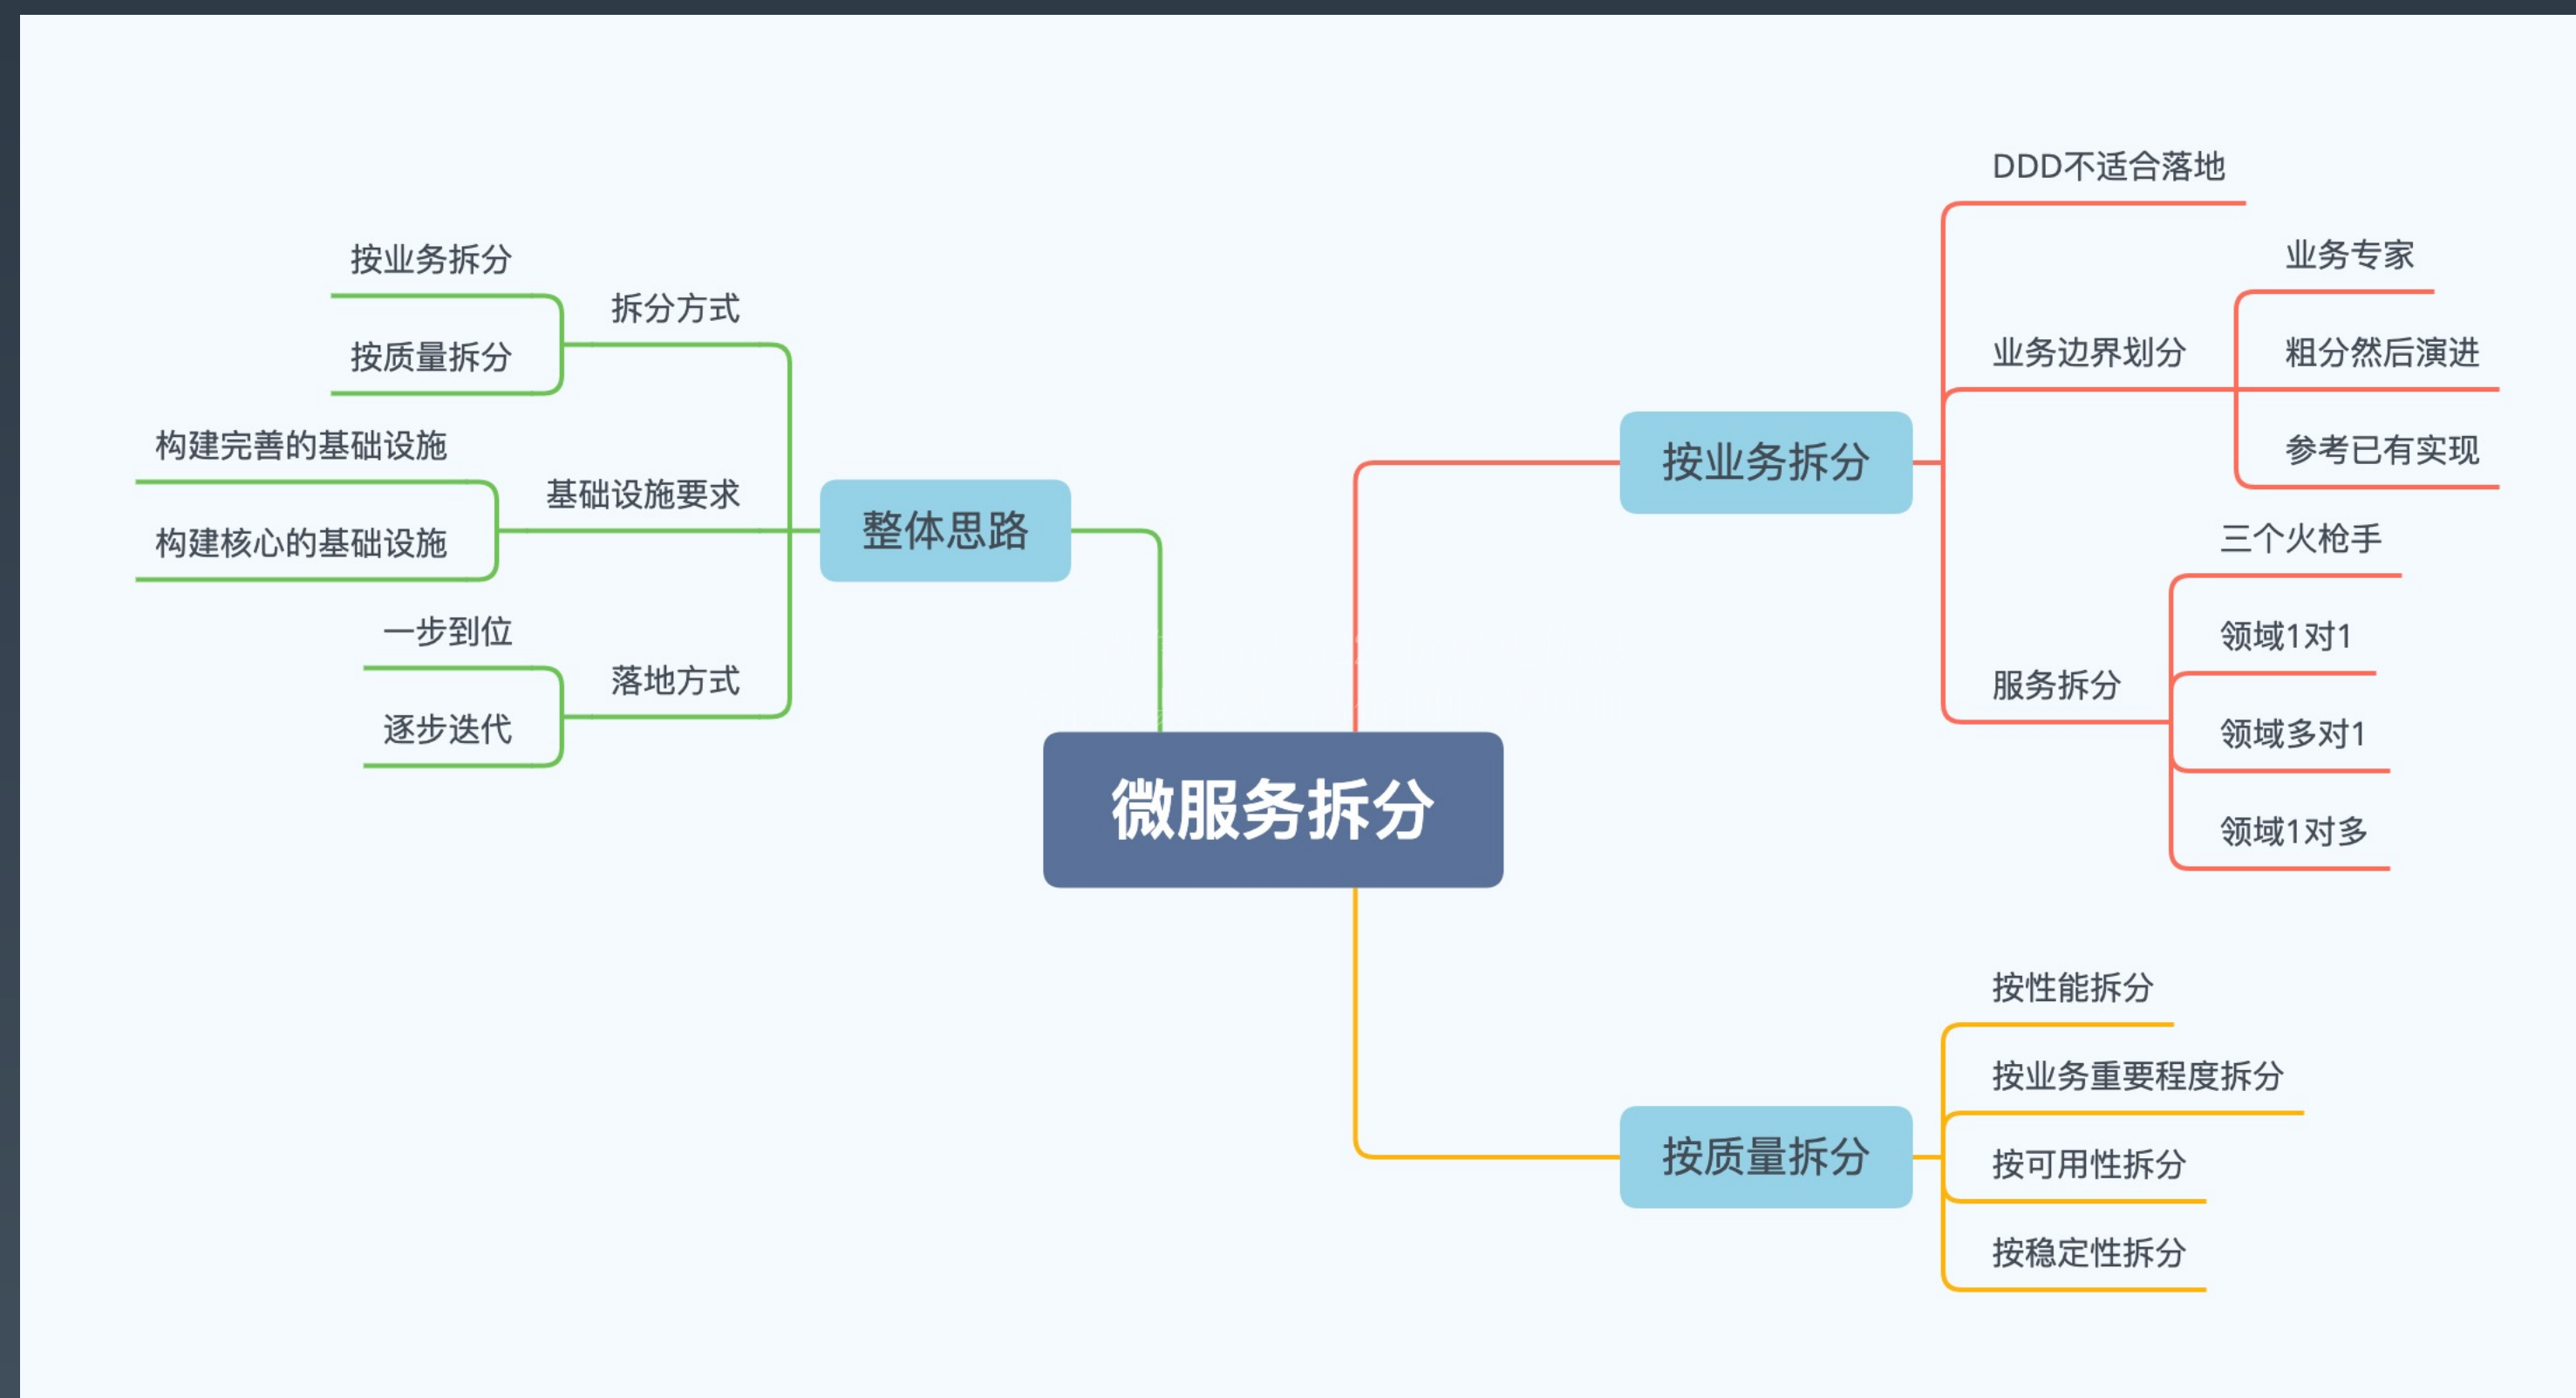 微服务拆分
整体思路
拆分方式
按业务拆分
按质量拆分
基础设施要求
构建完善的基础设施
构建核心的基础设施
落地方式
一步到位
逐步迭代
按业务拆分
DDD不适合落地
业务边界划分
业务专家
粗分然后演进
参考已有实现
服务拆分
三个火枪手
领域1对1
领域多对1
领域1对多
按质量拆分
按性能拆分
按业务重要程度拆分
按可用性拆分
按稳定性拆分